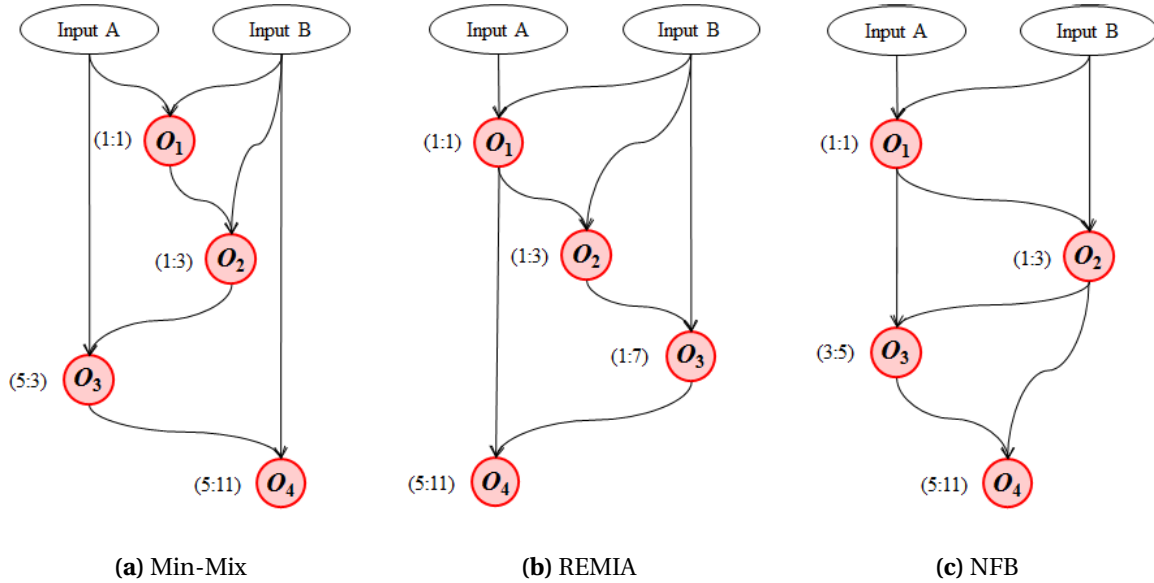 Input A Input B
(1:1) O1
(1:3) O2
(5:3) O3
(5:11) O4
(a) Min-Mix
Input A Input B
(1:1) O1
(1:3) O2
(1:7) O3
(5:11) O4
(b) REMIA
Input A Input B
(1:1) O1
(1:3) O2
(3:5) O3
(5:11) O4
(c) NFB